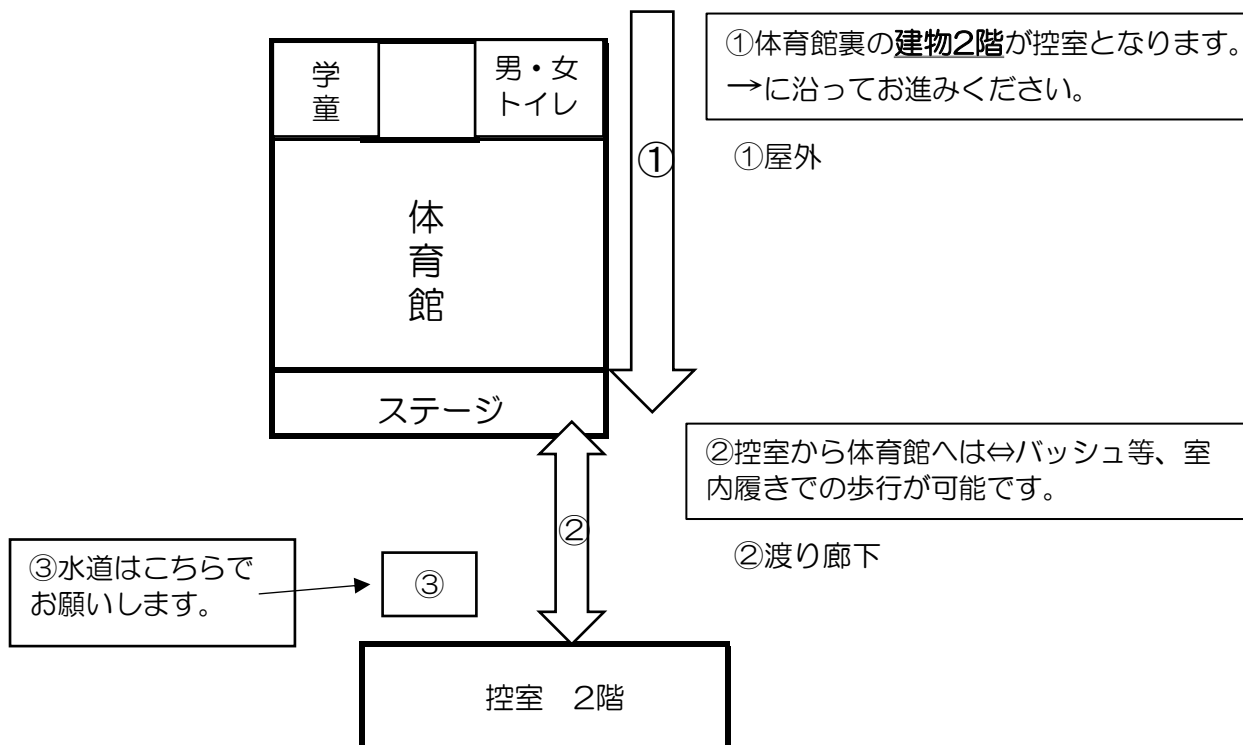 ①体育館裏の建物2階が控室となります。
→に沿ってお進みください。
学童
男・女
トイレ
①
①屋外
体育館
ステージ
②控室から体育館へは⇔バッシュ等、室
内履きでの歩行が可能です。
②
②渡り廊下
③水道はこちらで
お願いします。
③
控室　2階